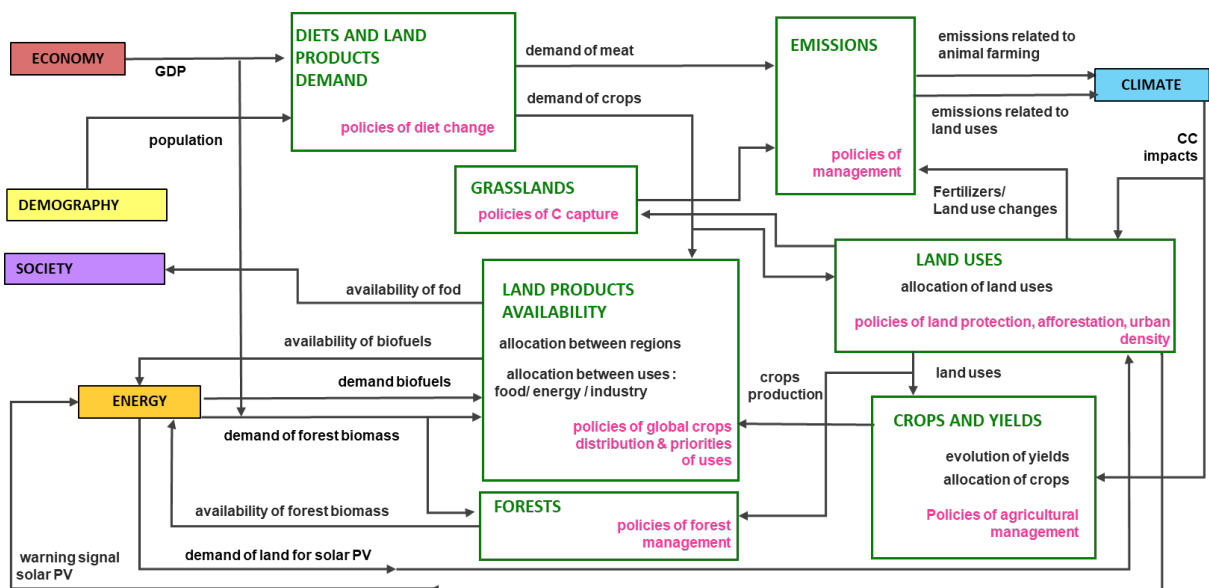 ECONOMY
GDP
DIETS AND LAND
PRODUCTS
DEMAND
policies of diet change
demand of meat
demand of crops
EMISSIONS
policies of
management
emissions related to
animal farming
emissions related to
land uses
CLIMATE
CC
impacts
population
DEMOGRAPHY
GRASSLANDS
policies of C capture
Fertilizers/
Land use changes
SOCIETY
availability of fod
LAND PRODUCTS
AVAILABILITY
allocation between regions
allocation between uses :
food/ energy / industry
policies of global crops
distribution & priorities
of uses
LAND USES
allocation of land uses
policies of land protection, afforestation, urban
density
availability of biofuels
demand biofuels
ENERGY
demand of forest biomass
crops
production
land uses
CROPS AND YIELDS
evolution of yields
allocation of crops
Policies of agricultural
management
FORESTS
policies of forest
management
availability of forest biomass
warning signal
solar PV
demand of land for solar PV